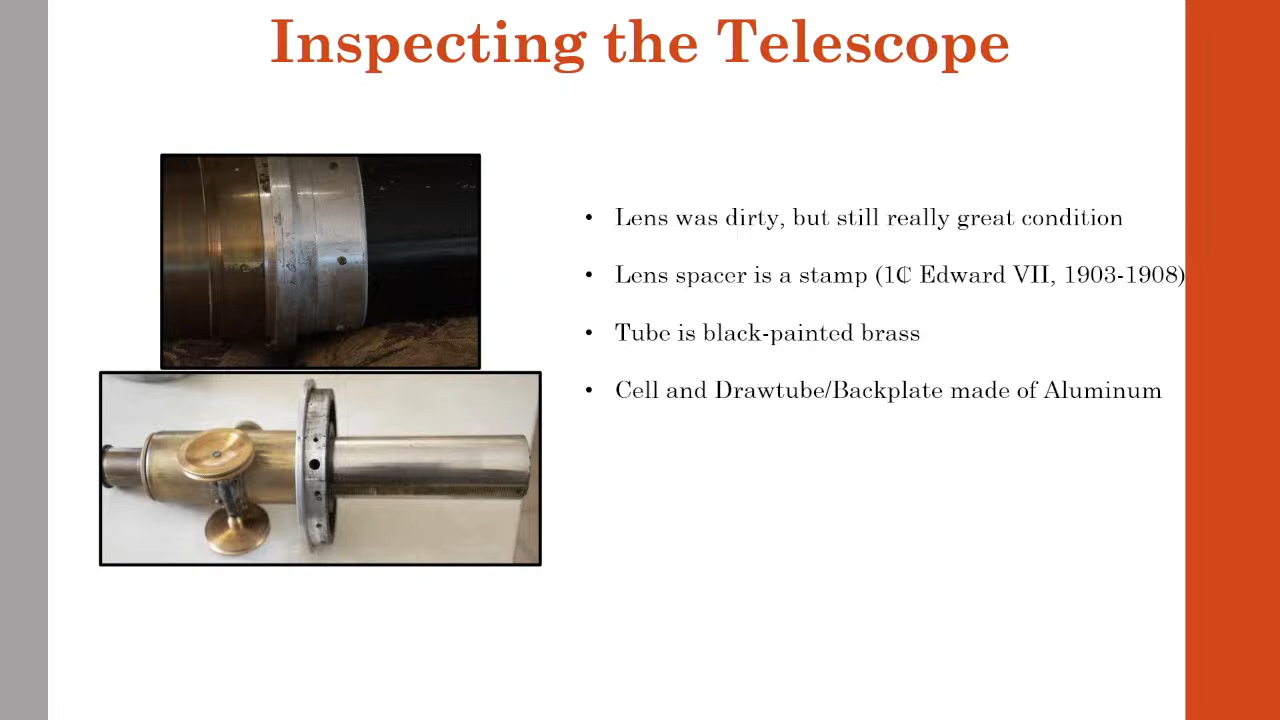 Inspecting the Telescope
• Lens was dirty, but still really great condition
• Lens spacer is a stamp (1₵ Edward VII, 1903-1908)
• Tube is black-painted brass
• Cell and Drawtube/Backplate made of Aluminum